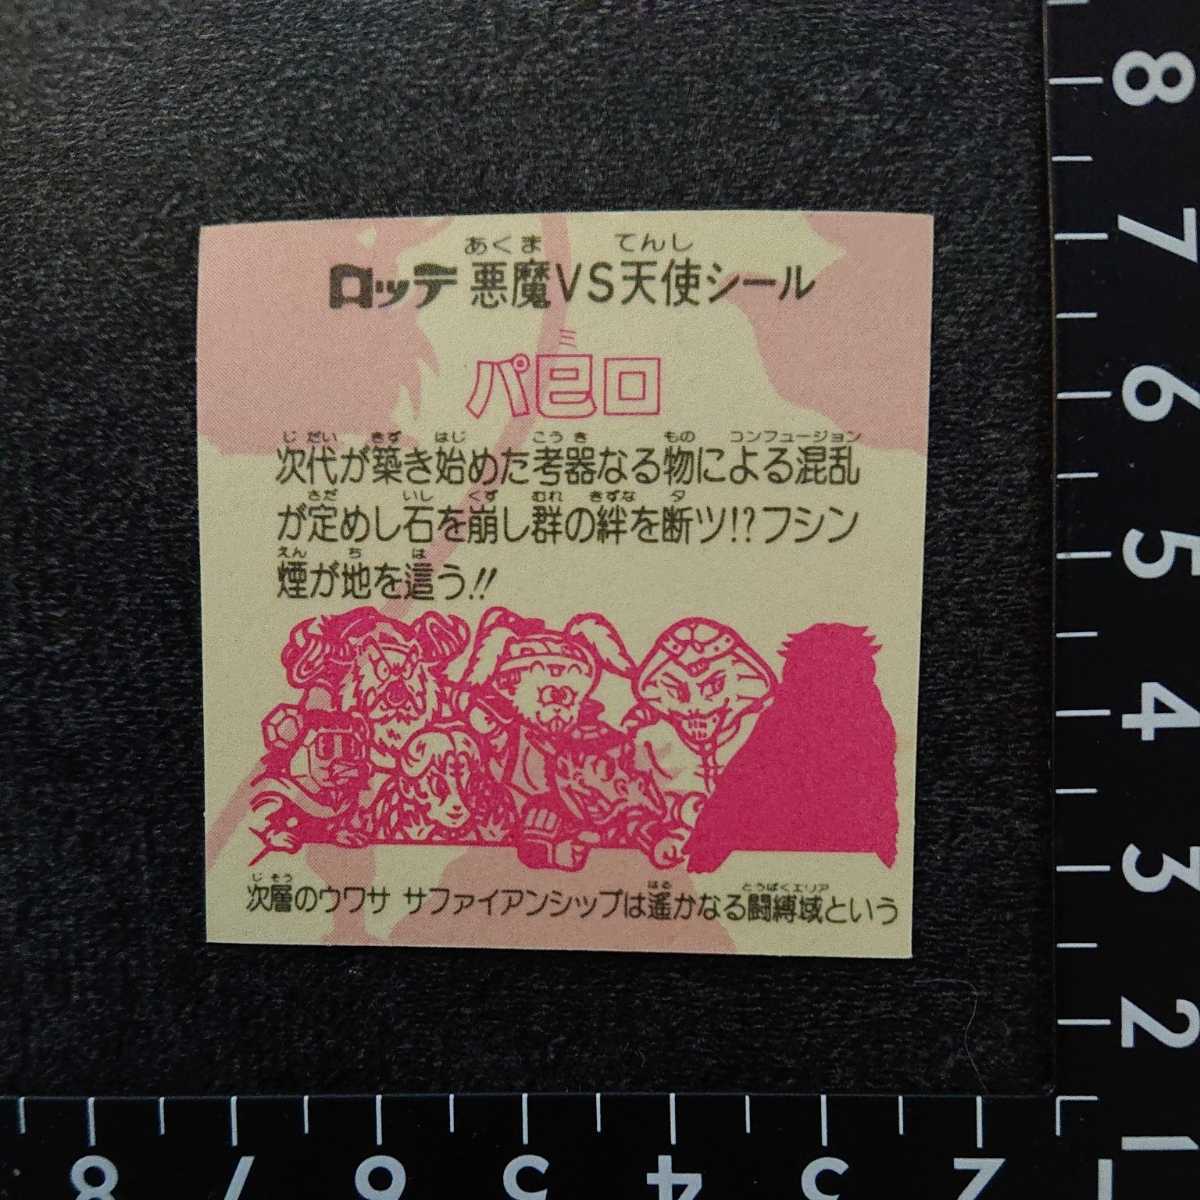 あくま てんし
ロッテ 悪魔VS天使シール
ミ
パ巳ロ
じだい きず はじ こうき もの コンフュージョン
次代が築き始めた考器なる物による混乱
さだ いし くず むれ きずな タ
が定めし石を崩し群の絆を断ツ!?フシン
えん ち は
煙が地を這う!!
じそう はる とうばくエリア
次層のウワサ サファイアンシップは遙かなる闘縛域という
8
7
6
5
4
3
2
1
8 7 6 5 4 3 2 1